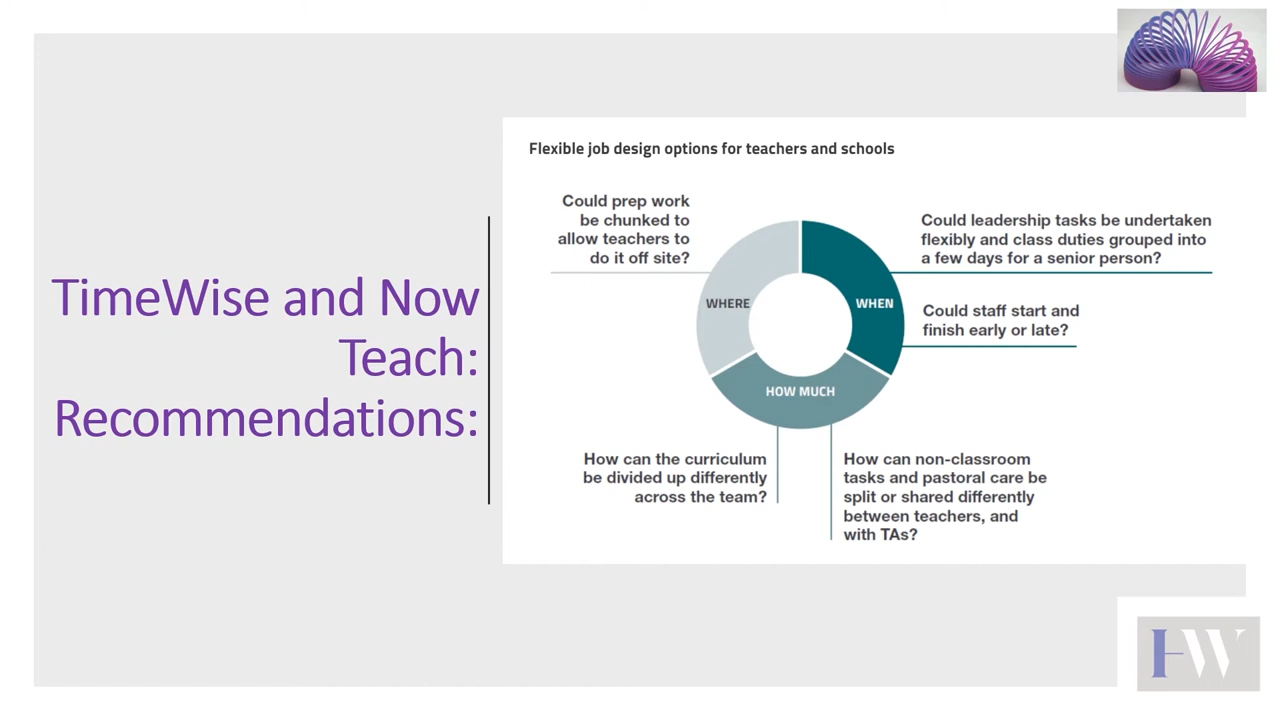 TimeWise and Now
Teach:
Recommendations:
Flexible job design options for teachers and schools
Could prep work
be chunked to
allow teachers to
do it off site?
Could leadership tasks be undertaken
flexibly and class duties grouped into
a few days for a senior person?
WHERE
WHEN
Could staff start and
finish early or late?
HOW MUCH
How can the curriculum
be divided up differently
across the team?
How can non-classroom
tasks and pastoral care be
split or shared differently
between teachers, and
with TAs?
HW